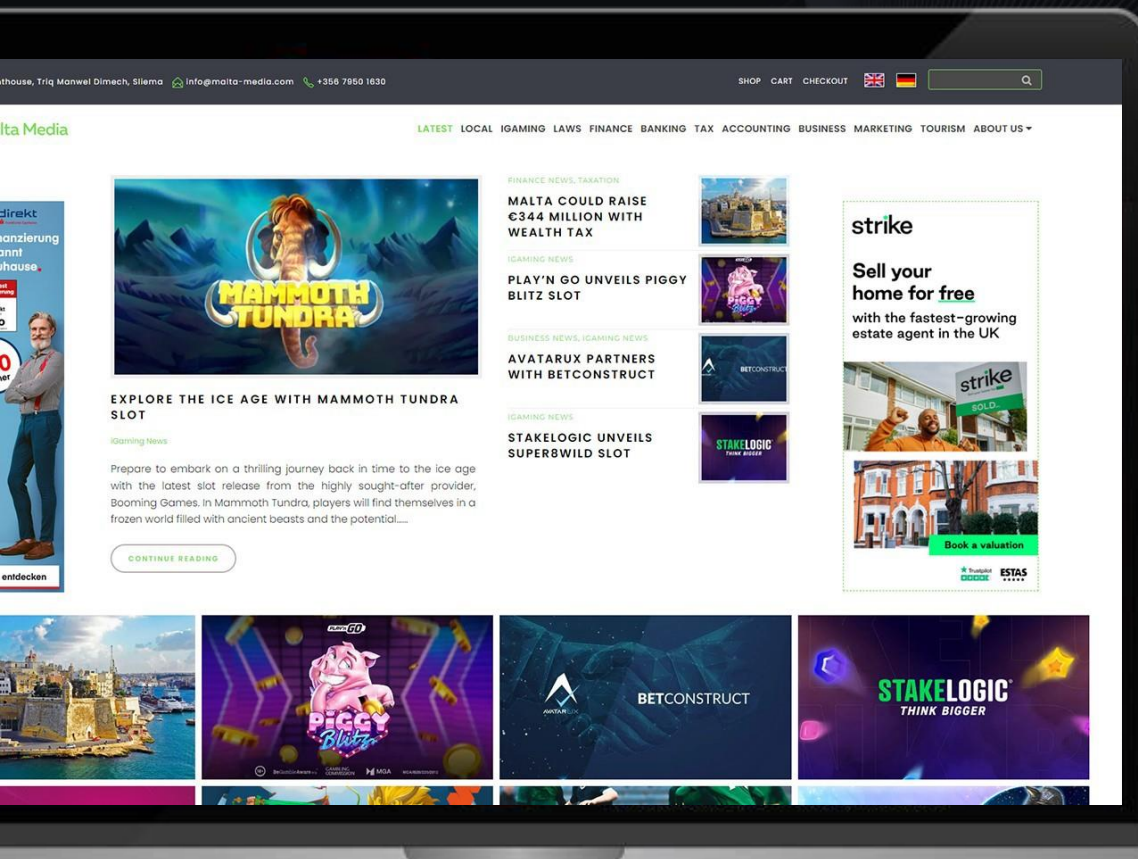 nthouse, Triq Manwel Dimech, Sliema info@malta-media.com +356 7950 1630
SHOP CART CHECKOUT
lta Media
LATEST LOCAL IGAMING LAWS FINANCE BANKING TAX ACCOUNTING BUSINESS MARKETING TOURISM ABOUT US
direkt
nanzierung
annt
uhause.
entdecken
MAMMOTH
TUNDRA
EXPLORE THE ICE AGE WITH MAMMOTH TUNDRA
SLOT
iGaming News
Prepare to embark on a thrilling journey back in time to the ice age
with the latest slot release from the highly sought-after provider,
Booming Games. In Mammoth Tundra, players will find themselves in a
frozen world filled with ancient beasts and the potential......
CONTINUE READING
FINANCE NEWS, TAXATION
MALTA COULD RAISE
€344 MILLION WITH
WEALTH TAX
IGAMING NEWS
PLAY'N GO UNVEILS PIGGY
BLITZ SLOT
PIGGY
Blitz
BUSINESS NEWS, IGAMING NEWS
AVATARUX PARTNERS
WITH BETCONSTRUCT
BETCONSTRUCT
IGAMING NEWS
STAKELOGIC UNVEILS
SUPER8WILD SLOT
STAKELOGIC
THINK BIGGER
strike
Sell your
home for free
with the fastest-growing
estate agent in the UK
strike
SOLD
Book a valuation
Trustpilot ESTAS
PLAY'N GO
PIGGY
Blitz
MGA
AVATARUX
BETCONSTRUCT
STAKELOGIC
THINK BIGGER